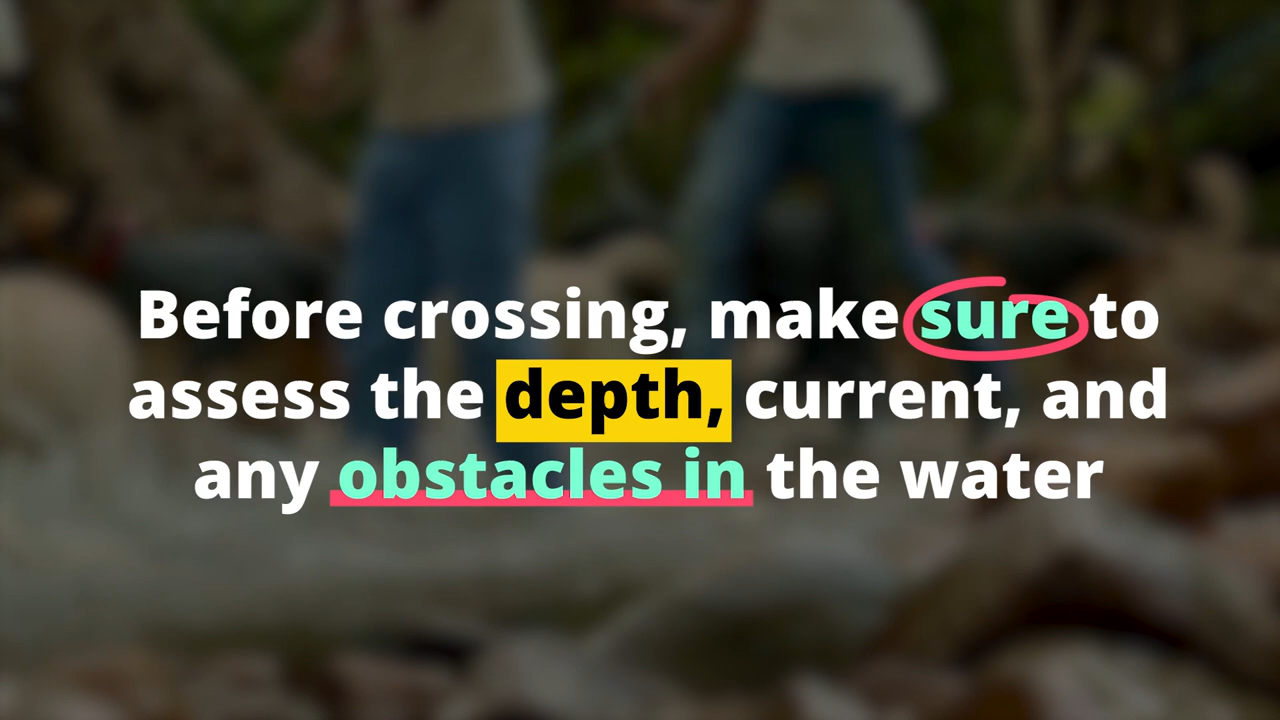 Before crossing, make sure to
assess the depth, current, and
any obstacles in the water